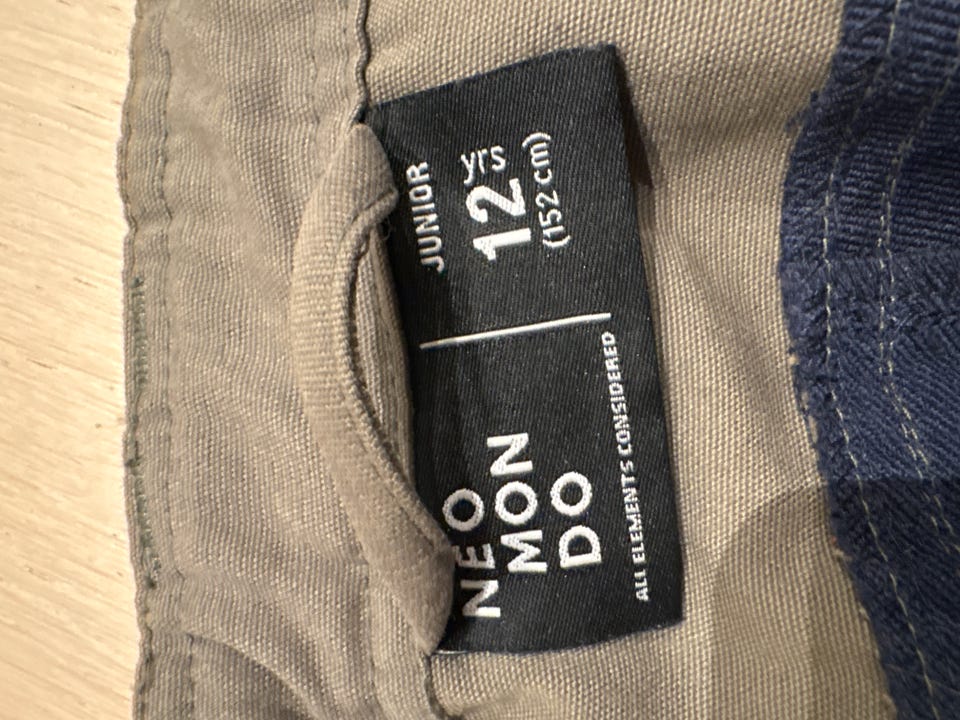 NEO
MON
DO
JUNIOR
12 yrs
(152 cm)
ALL ELEMENTS CONSIDERED